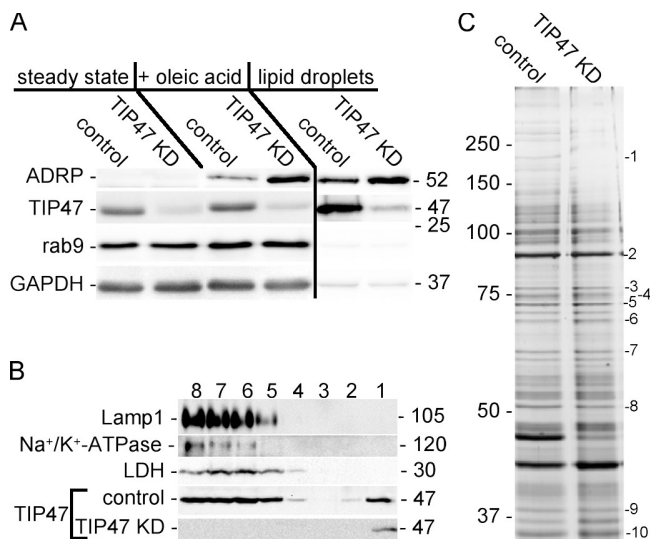 A
steady state + oleic acid lipid droplets
control TIP47 KD control TIP47 KD control TIP47 KD
ADRP - 52
TIP47 - 47
- 25
rab9
GAPDH - 37
B
8 7 6 5 4 3 2 1
Lamp1 - 105
Na+/K+-ATPase - 120
LDH - 30
TIP47 control - 47
TIP47 KD - 47
C
control TIP47 KD
250 -
-1
150 -
100 -
-2
75 -
-3
-5-4
-6
-7
50 -
-8
37 -
-9
-10